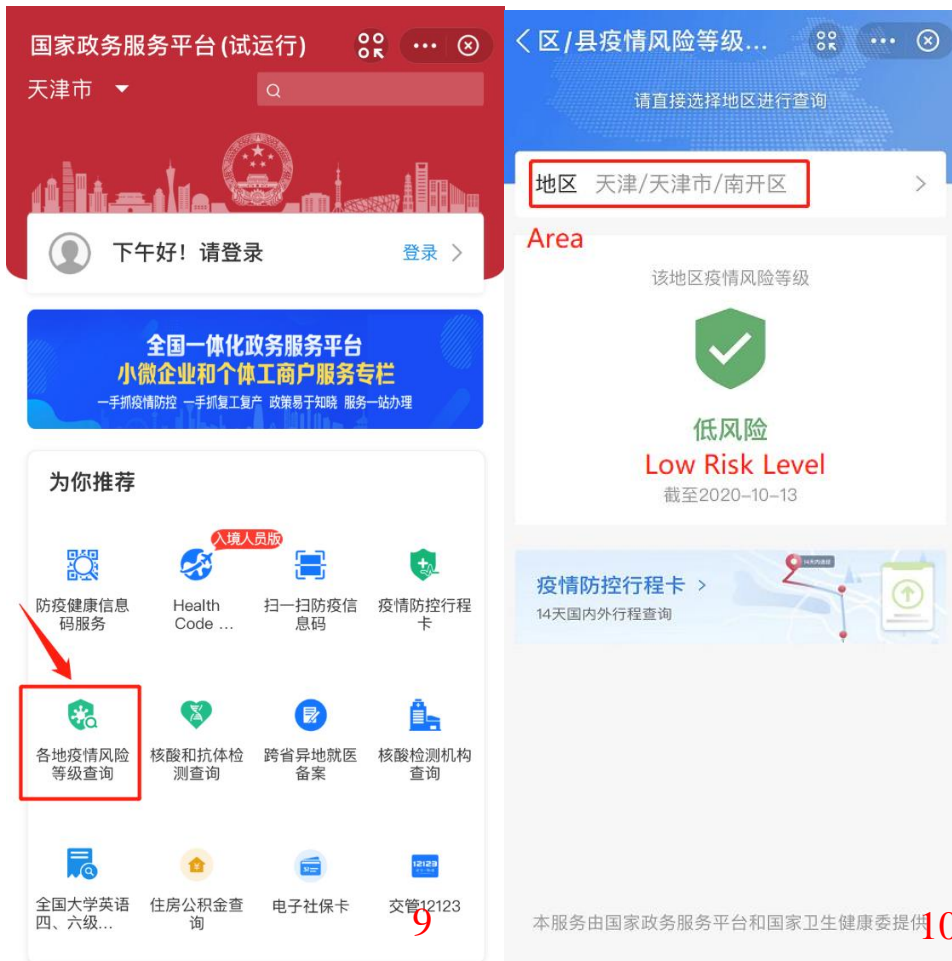 国家政务服务平台(试运行)
天津市
下午好！请登录
登录
全国一体化政务服务平台
小微企业和个体工商户服务专栏
一手抓疫情防控 一手抓复工复产 政策易于知晓 服务一站办理
为你推荐
入境人员版
防疫健康信息
码服务
Health
Code ...
扫一扫防疫信
息码
疫情防控行程
卡
各地疫情风险
等级查询
核酸和抗体检
测查询
跨省异地就医
备案
核酸检测机构
查询
12123
全国大学英语
四、六级...
住房公积金查
询
电子社保卡
交管12123
9
区/县疫情风险等级...
请直接选择地区进行查询
地区 天津/天津市/南开区
Area
该地区疫情风险等级
低风险
Low Risk Level
截至2020-10-13
疫情防控行程卡
14天国内外行程查询
本服务由国家政务服务平台和国家卫生健康委提供
10